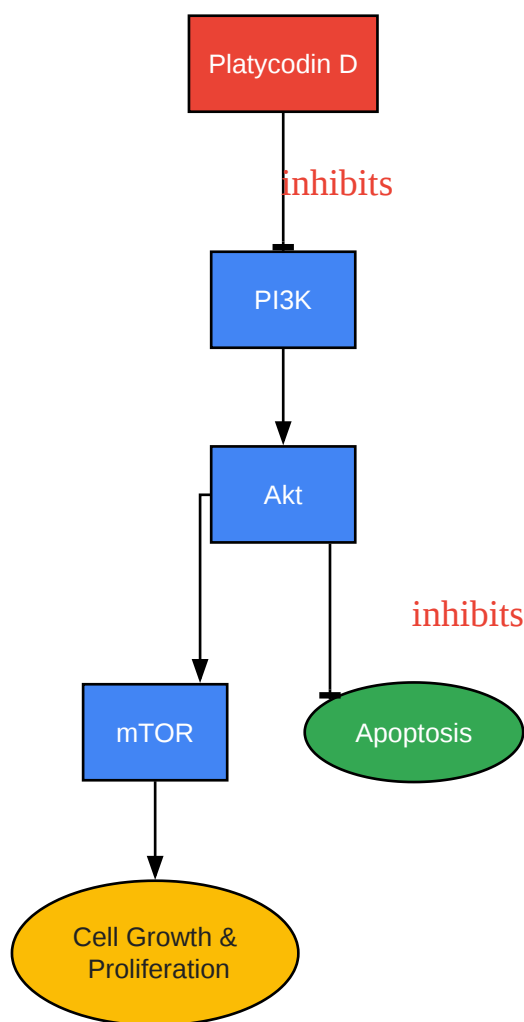 Platycodin D
inhibits
PI3K
Akt
inhibits
mTOR
Apoptosis
Cell Growth &
Proliferation